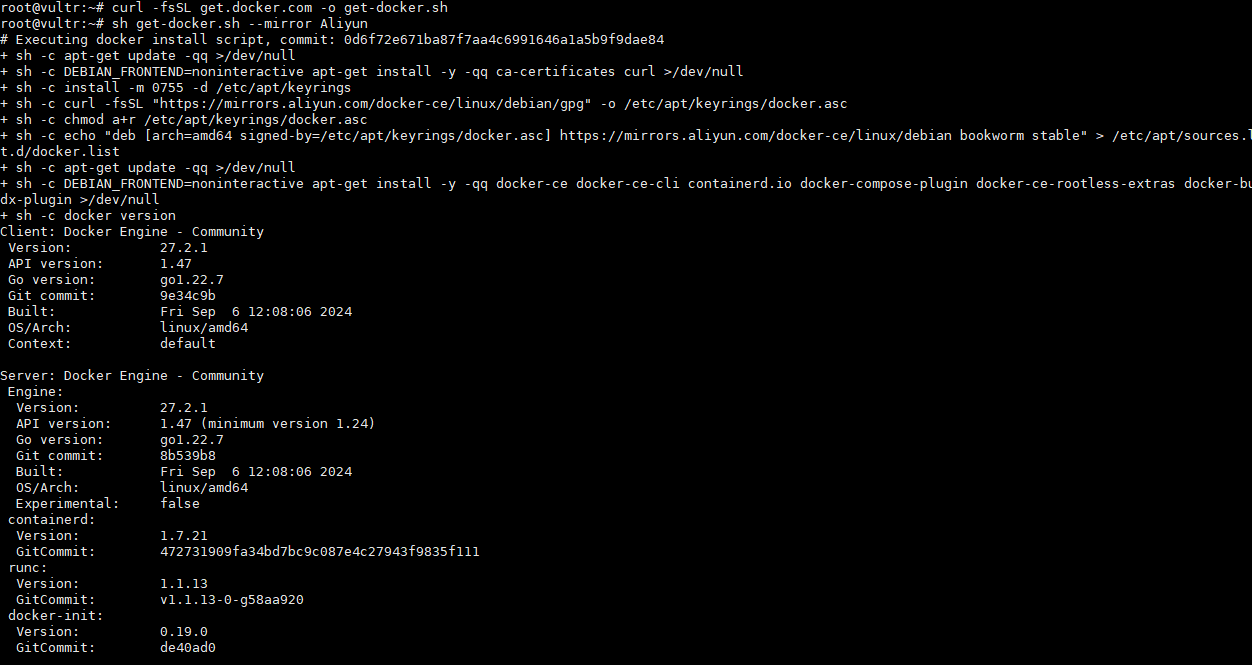 root@vultr:~# curl -fsSL get.docker.com -o get-docker.sh
root@vultr:~# sh get-docker.sh --mirror Aliyun
# Executing docker install script, commit: 0d6f72e671ba87f7aa4c6991646a1a5b9f9dae84
+ sh -c apt-get update -qq >/dev/null
+ sh -c DEBIAN_FRONTEND=noninteractive apt-get install -y -qq ca-certificates curl >/dev/null
+ sh -c install -m 0755 -d /etc/apt/keyrings
+ sh -c curl -fsSL "https://mirrors.aliyun.com/docker-ce/linux/debian/gpg" -o /etc/apt/keyrings/docker.asc
+ sh -c chmod a+r /etc/apt/keyrings/docker.asc
+ sh -c echo "deb [arch=amd64 signed-by=/etc/apt/keyrings/docker.asc] https://mirrors.aliyun.com/docker-ce/linux/debian bookworm stable" > /etc/apt/sources.l
t.d/docker.list
+ sh -c apt-get update -qq >/dev/null
+ sh -c DEBIAN_FRONTEND=noninteractive apt-get install -y -qq docker-ce docker-ce-cli containerd.io docker-compose-plugin docker-ce-rootless-extras docker-bu
dx-plugin >/dev/null
+ sh -c docker version
Client: Docker Engine - Community
 Version:           27.2.1
 API version:       1.47
 Go version:        go1.22.7
 Git commit:        9e34c9b
 Built:             Fri Sep  6 12:08:06 2024
 OS/Arch:           linux/amd64
 Context:           default

Server: Docker Engine - Community
 Engine:
  Version:          27.2.1
  API version:      1.47 (minimum version 1.24)
  Go version:       go1.22.7
  Git commit:       8b539b8
  Built:            Fri Sep  6 12:08:06 2024
  OS/Arch:          linux/amd64
  Experimental:     false
 containerd:
  Version:          1.7.21
  GitCommit:        472731909fa34bd7bc9c087e4c27943f9835f111
 runc:
  Version:          1.1.13
  GitCommit:        v1.1.13-0-g58aa920
 docker-init:
  Version:          0.19.0
  GitCommit:        de40ad0